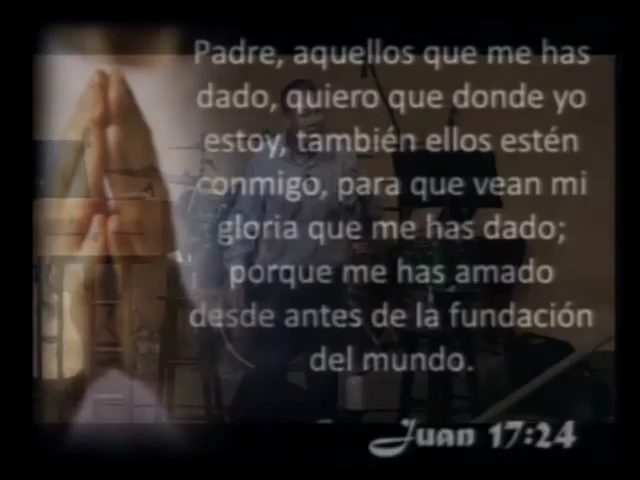 Padre, aquellos que me has
dado, quiero que donde yo
estoy, también ellos estén
conmigo, para que vean mi
gloria que me has dado;
porque me has amado
desde antes de la fundación
del mundo.
Juan 17:24